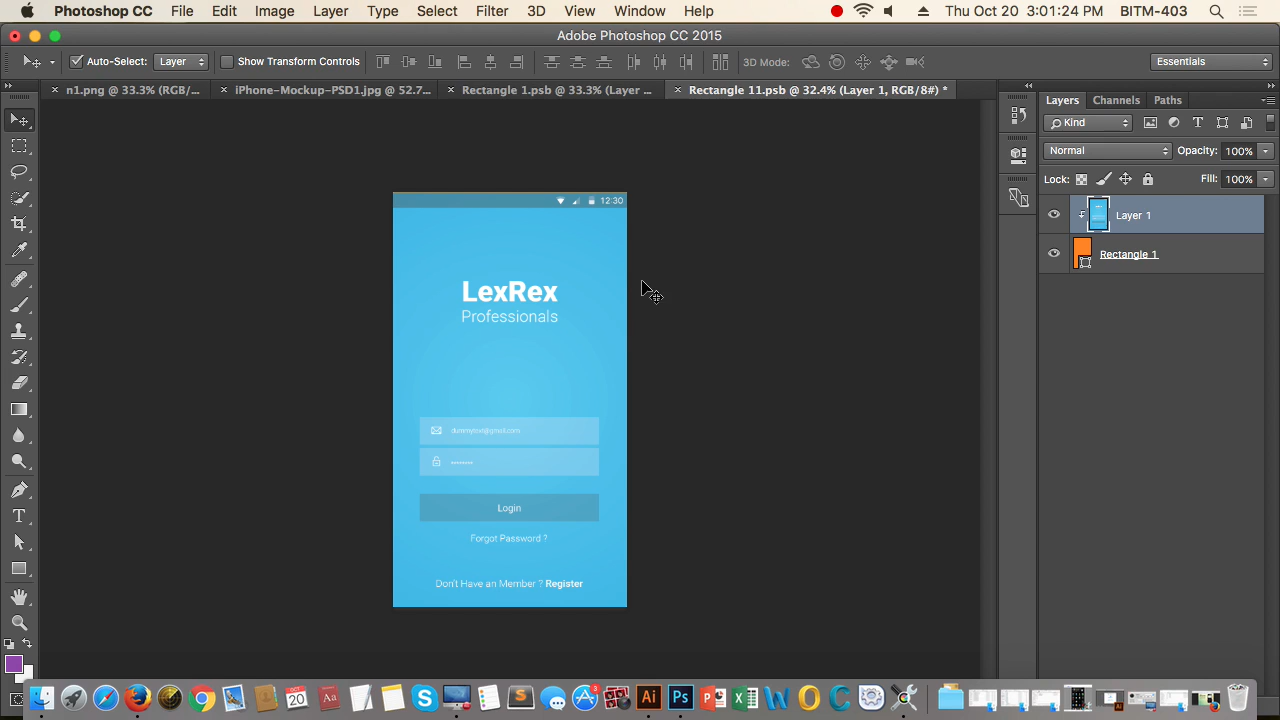 Photoshop CC File Edit Image Layer Type Select Filter 3D View Window Help Thu Oct 20 3:01:24 PM BITM-403
Adobe Photoshop CC 2015
Auto-Select: Layer Show Transform Controls 3D Mode: Essentials
n1.png @ 33.3% (RGB/... iPhone-Mockup-PSD1.jpg @ 52.7... Rectangle 1.psb @ 33.3% (Layer ... Rectangle 11.psb @ 32.4% (Layer 1, RGB/8#) *
Layers Channels Paths
Kind
Normal Opacity: 100%
Lock: Fill: 100%
Layer 1
Rectangle 1
12:30
LexRex
Professionals
dummytext@gmail.com
Login
Forgot Password ?
Don't Have an Member ? Register